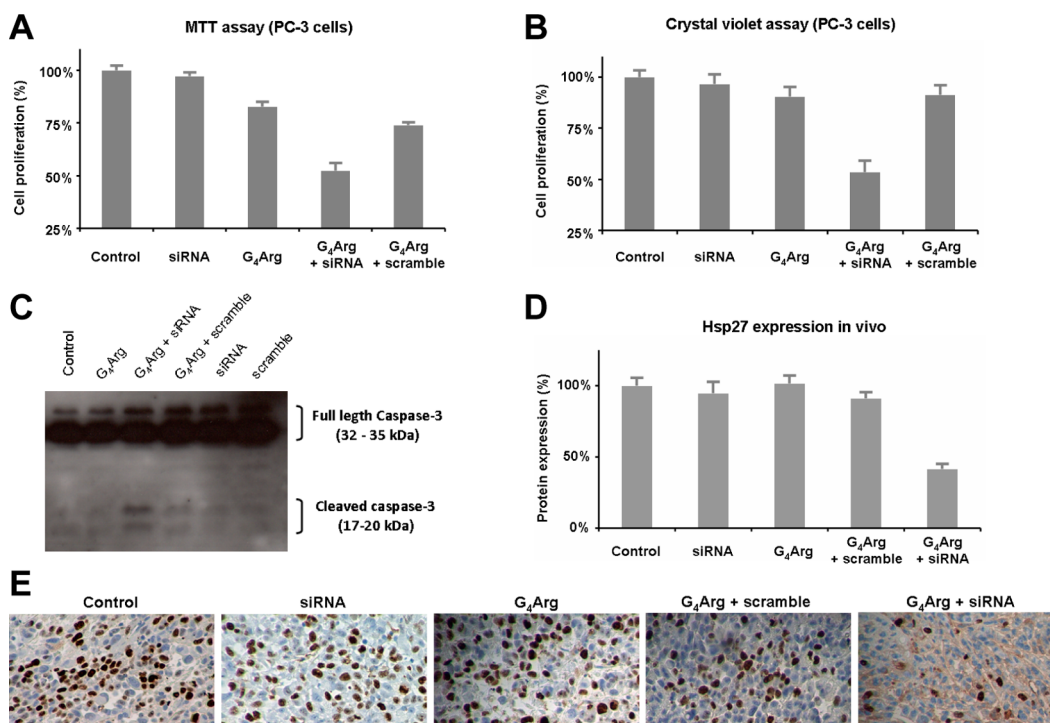 A
MTT assay (PC-3 cells)
Cell proliferation (%)
100%
75%
50%
25%
Control
siRNA
G₄Arg
G₄Arg
+ siRNA
G₄Arg
+ scramble
B
Crystal violet assay (PC-3 cells)
Cell proliferation (%)
100%
75%
50%
25%
Control
siRNA
G₄Arg
G₄Arg
+ siRNA
G₄Arg
+ scramble
C
Control
G₄Arg
G₄Arg + siRNA
G₄Arg + scramble
siRNA
scramble
Full legth Caspase-3
(32 - 35 kDa)
Cleaved caspase-3
(17-20 kDa)
D
Hsp27 expression in vivo
Protein expression (%)
100%
50%
0%
Control
siRNA
G₄Arg
G₄Arg
+ scramble
G₄Arg
+ siRNA
E
Control
siRNA
G₄Arg
G₄Arg + scramble
G₄Arg + siRNA